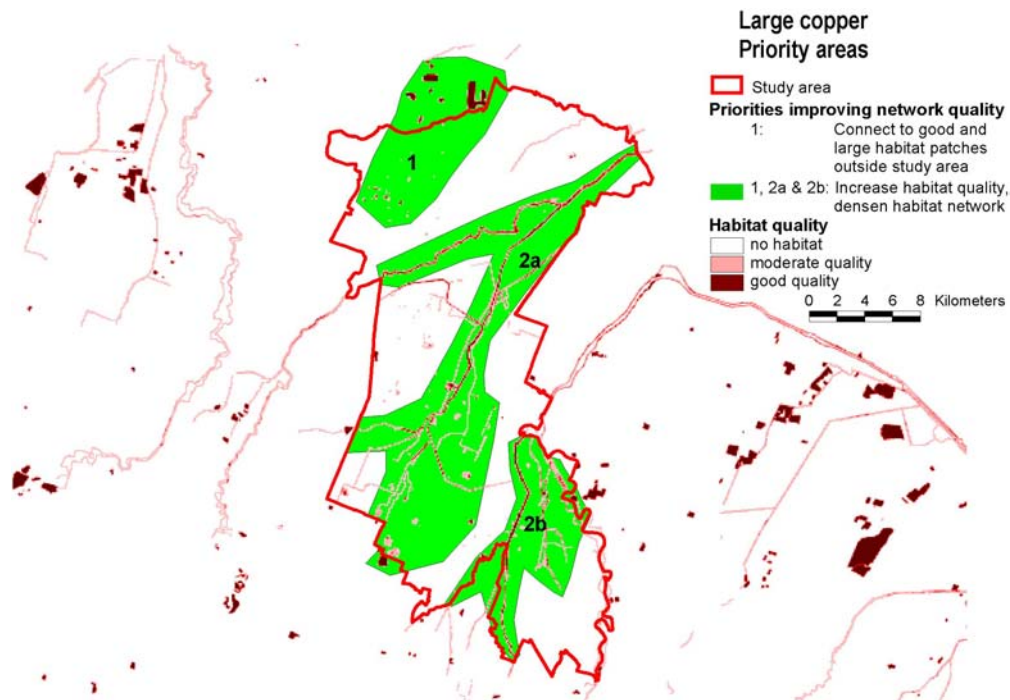 Large copper
Priority areas
Study area
Priorities improving network quality
1: Connect to good and
large habitat patches
outside study area
1, 2a & 2b: Increase habitat quality,
densen habitat network
Habitat quality
no habitat
moderate quality
good quality
0 2 4 6 8 Kilometers
1
2a
2b